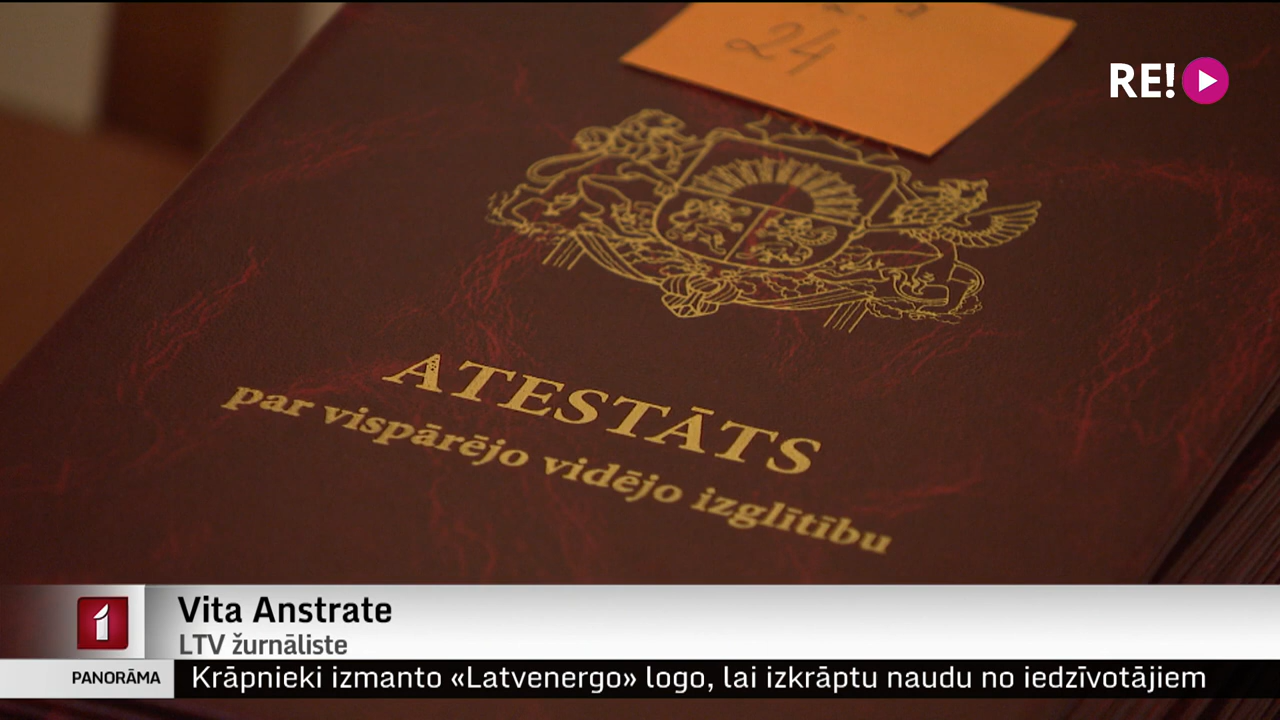 24
RE!
ATESTĀTS
par vispārējo vidējo izglītību
1
Vita Anstrate
LTV žurnāliste
PANORĀMA
Krāpnieki izmanto «Latvenergo» logo, lai izkrāptu naudu no iedzīvotājiem